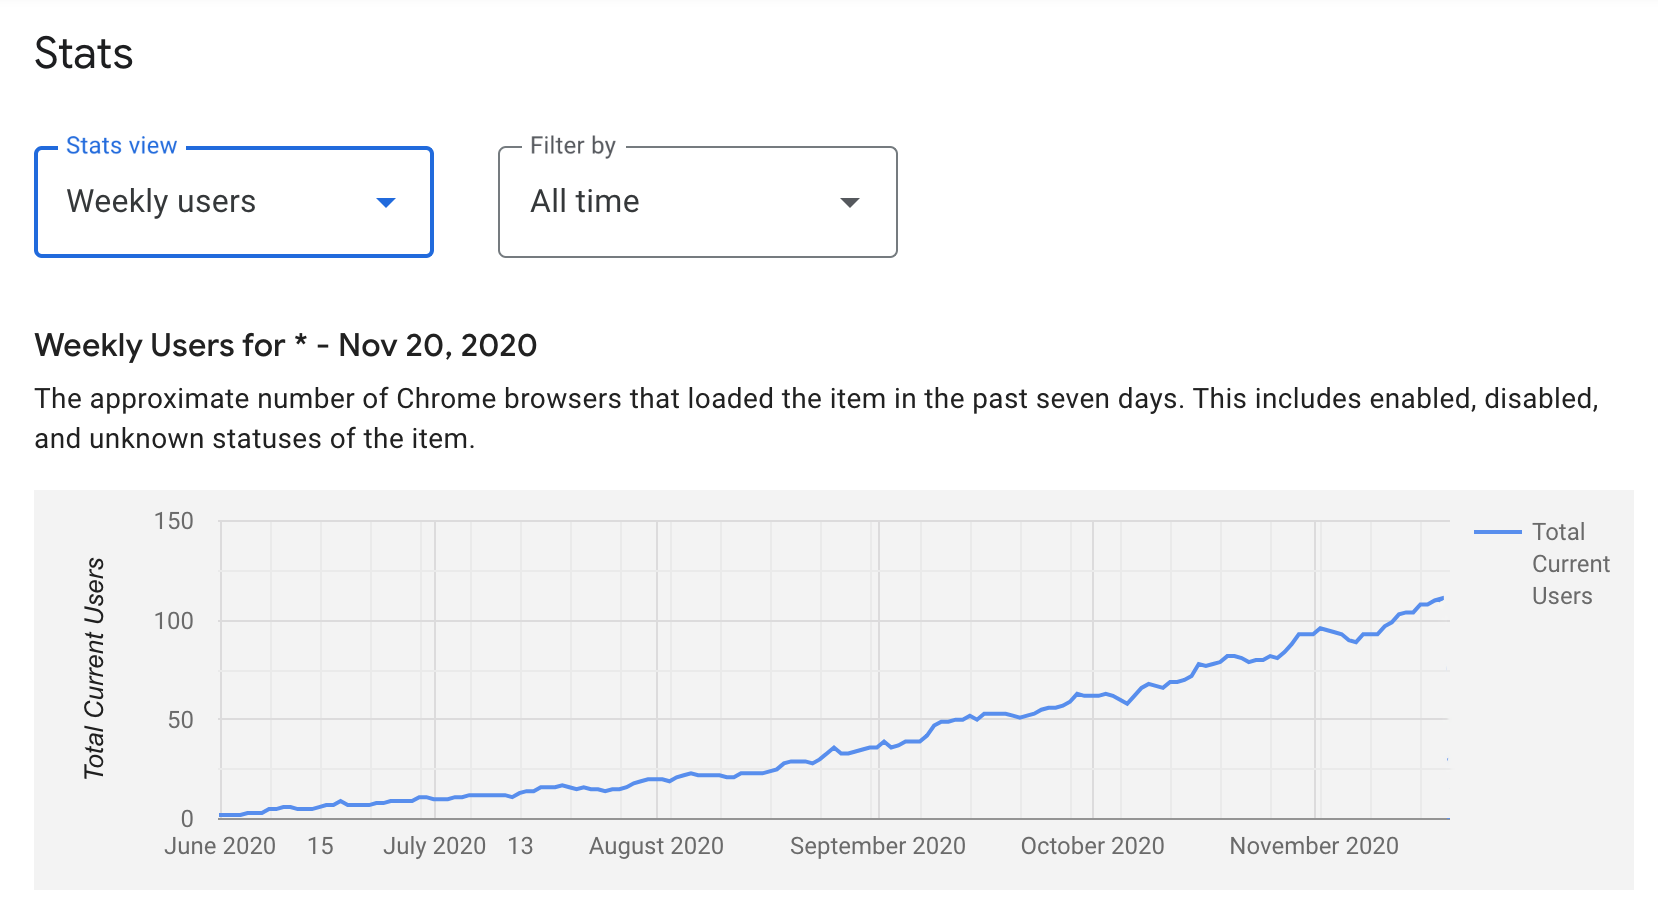 Stats
Stats view
Weekly users
Filter by
All time
Weekly Users for * - Nov 20, 2020
The approximate number of Chrome browsers that loaded the item in the past seven days. This includes enabled, disabled,
and unknown statuses of the item.
Total Current Users
150
100
50
0
June 2020
15
July 2020
13
August 2020
September 2020
October 2020
November 2020
Total
Current
Users